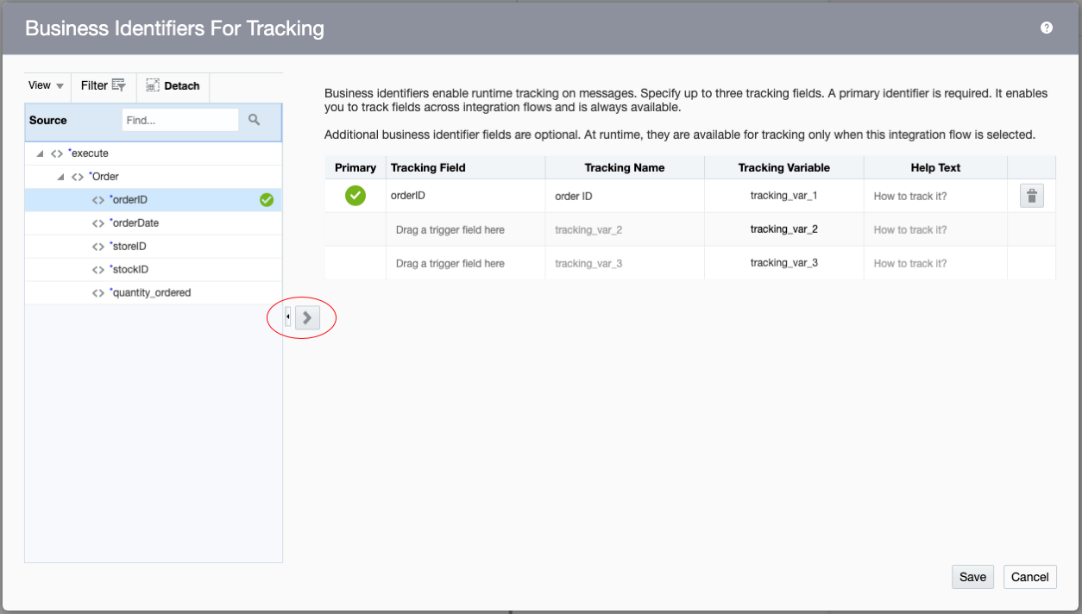 Business Identifiers For Tracking
View Filter Detach
Source Find...
*execute
*Order
*orderID
*orderDate
*storeID
*stockID
*quantity_ordered
Business identifiers enable runtime tracking on messages. Specify up to three tracking fields. A primary identifier is required. It enables
you to track fields across integration flows and is always available.
Additional business identifier fields are optional. At runtime, they are available for tracking only when this integration flow is selected.
Primary Tracking Field Tracking Name Tracking Variable Help Text
orderID order ID tracking_var_1 How to track it?
Drag a trigger field here tracking_var_2 tracking_var_2 How to track it?
Drag a trigger field here tracking_var_3 tracking_var_3 How to track it?
Save Cancel